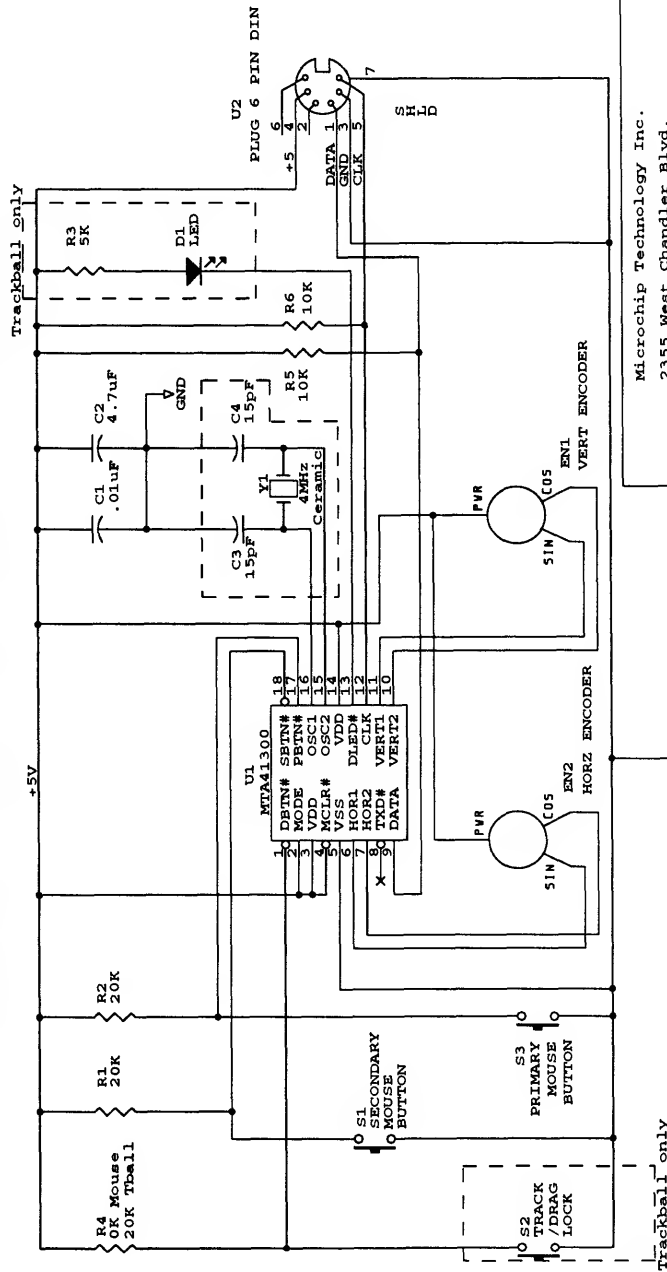 +5V
R4
0K Mouse
20K Tball
R1
20K
R2
20K
C1
.01uF
C2
4.7uF
GND
C3
15pF
C4
15pF
Y1
4MHz
Ceramic
R5
10K
R6
10K
Trackball only
R3
5K
D1
LED
U2
PLUG 6 PIN DIN
6
4
2
1
3
5
7
+5
DATA
GND
CLK
SHLD
U1
MTA41300
1 DBTN# SBTN# 18
2 MODE PBTN# 17
3 VDD OSC1 16
4 MCLR# OSC2 15
5 VSS VDD 14
6 HOR1 DLED# 13
7 HOR2 CLK 12
8 TXD# VERT1 11
9 DATA VERT2 10
S1
SECONDARY
MOUSE
BUTTON
S2
TRACK
/DRAG
LOCK
Trackball only
S3
PRIMARY
MOUSE
BUTTON
PWR
SIN
COS
EN2
HORZ ENCODER
PWR
SIN
COS
EN1
VERT ENCODER
Microchip Technology Inc.
2355 West Chandler Blvd.